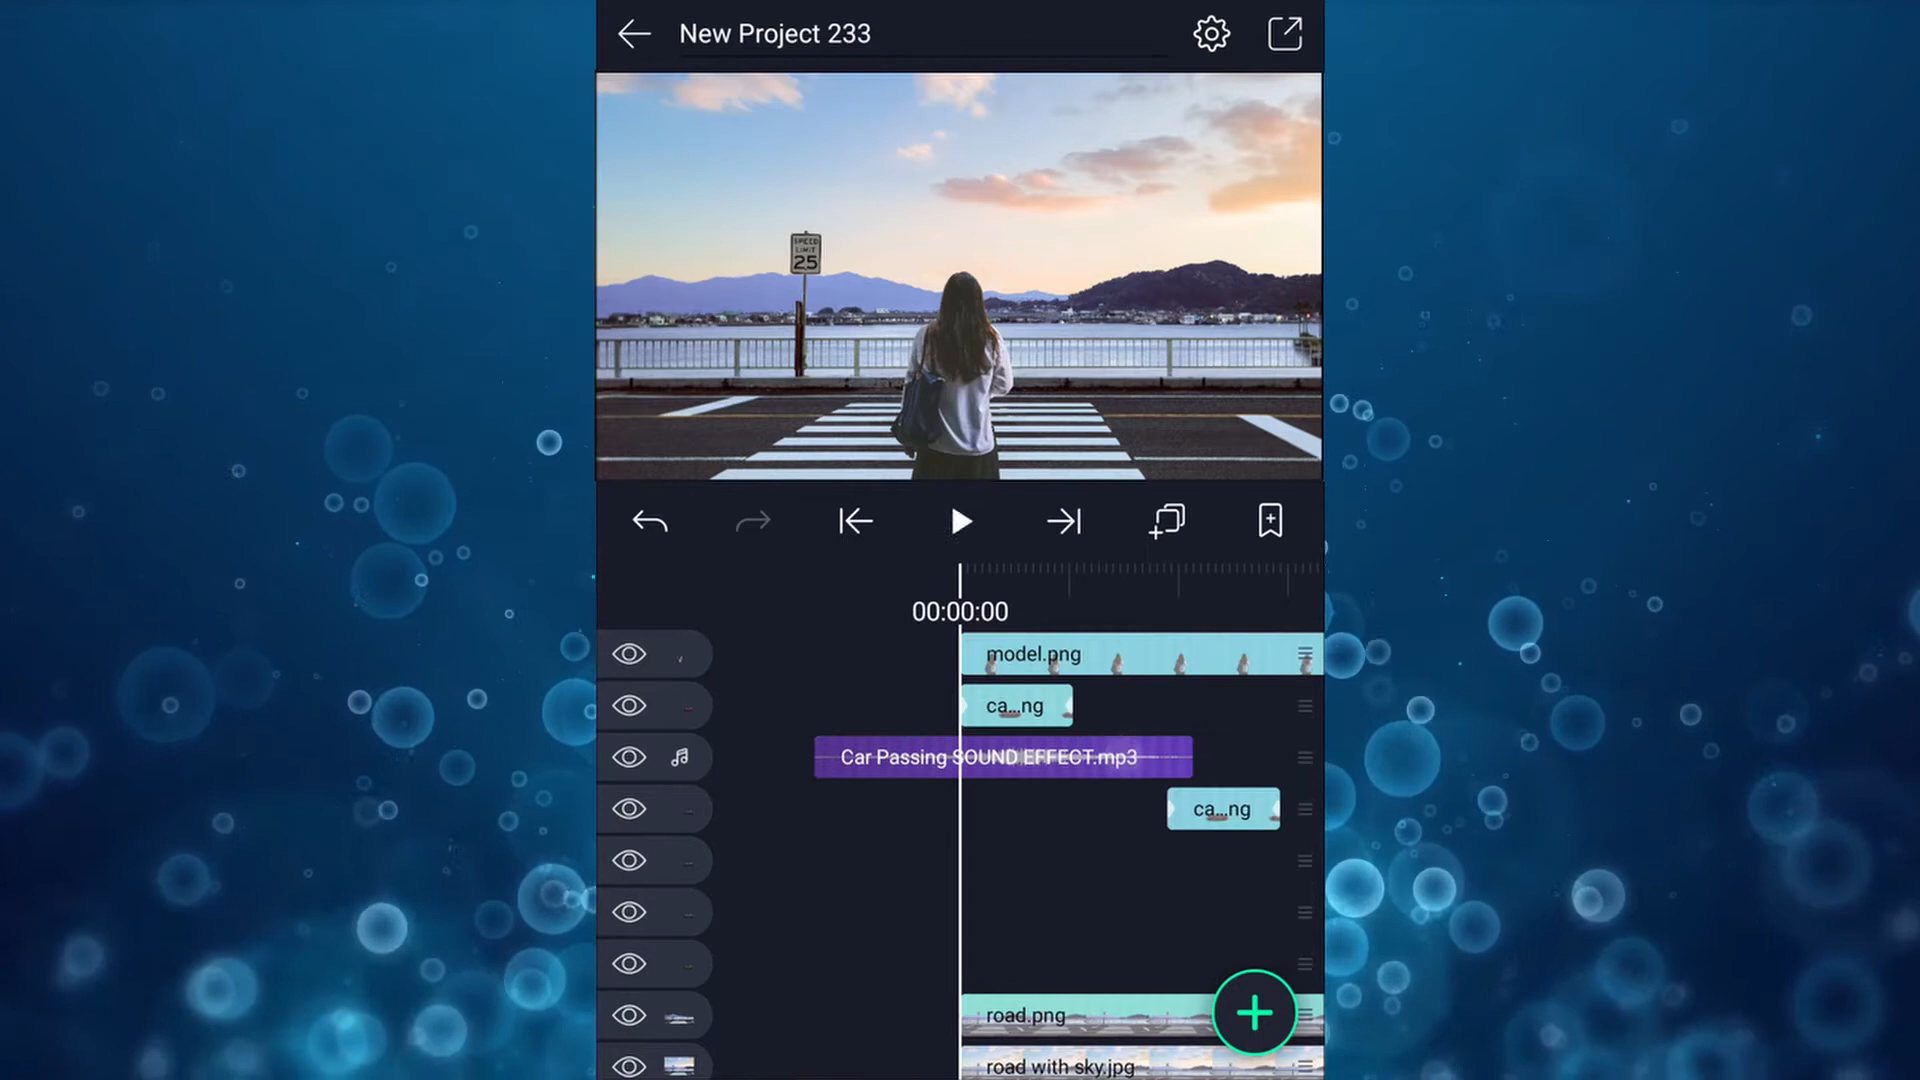 New Project 233
SPEED
LIMIT
25
00:00:00
model.png
ca...ng
Car Passing SOUND EFFECT.mp3
ca...ng
road.png
road with sky.jpg